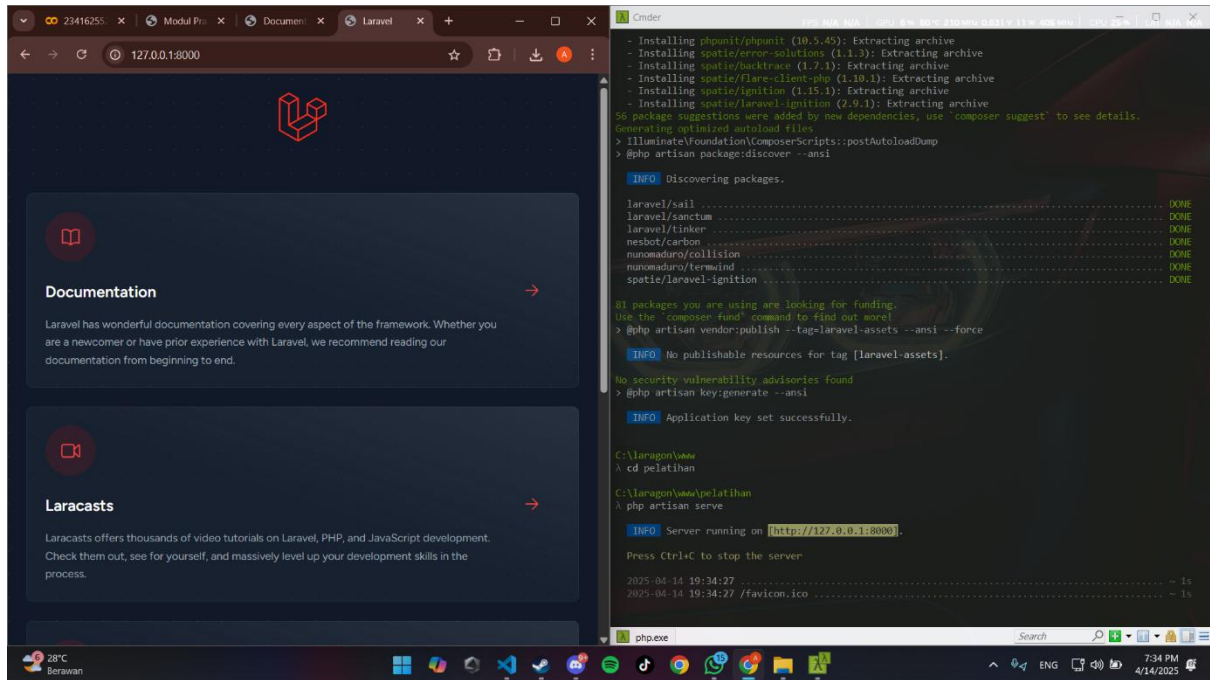 23416255.
Modul Pra
Document
Laravel
127.0.0.1:8000
Documentation
Laravel has wonderful documentation covering every aspect of the framework. Whether you
are a newcomer or have prior experience with Laravel, we recommend reading our
documentation from beginning to end.
Laracasts
Laracasts offers thousands of video tutorials on Laravel, PHP, and JavaScript development.
Check them out, see for yourself, and massively level up your development skills in the
process.
Cmder
- Installing phpunit/phpunit (10.5.45): Extracting archive
- Installing spatie/error-solutions (1.1.3): Extracting archive
- Installing spatie/backtrace (1.7.1): Extracting archive
- Installing spatie/flare-client-php (1.10.1): Extracting archive
- Installing spatie/ignition (1.15.1): Extracting archive
- Installing spatie/laravel-ignition (2.9.1): Extracting archive
56 package suggestions were added by new dependencies, use `composer suggest` to see details.
Generating optimized autoload files
> Illuminate\Foundation\ComposerScripts::postAutoloadDump
> @php artisan package:discover --ansi
INFO Discovering packages.
laravel/sail ... DONE
laravel/sanctum ... DONE
laravel/tinker ... DONE
nesbot/carbon ... DONE
nunomaduro/collision ... DONE
nunomaduro/termwind ... DONE
spatie/laravel-ignition ... DONE
81 packages you are using are looking for funding.
Use the `composer fund` command to find out more!
> @php artisan vendor:publish --tag=laravel-assets --ansi --force
INFO No publishable resources for tag [laravel-assets].
No security vulnerability advisories found
> @php artisan key:generate --ansi
INFO Application key set successfully.
C:\laragon\www
λ cd pelatihan
C:\laragon\www\pelatihan
λ php artisan serve
INFO Server running on [http://127.0.0.1:8000].
Press Ctrl+C to stop the server
2025-04-14 19:34:27 ... ~ 1s
2025-04-14 19:34:27 /favicon.ico ... ~ 1s
php.exe
Search
28°C
Berawan
ENG
7:34 PM
4/14/2025